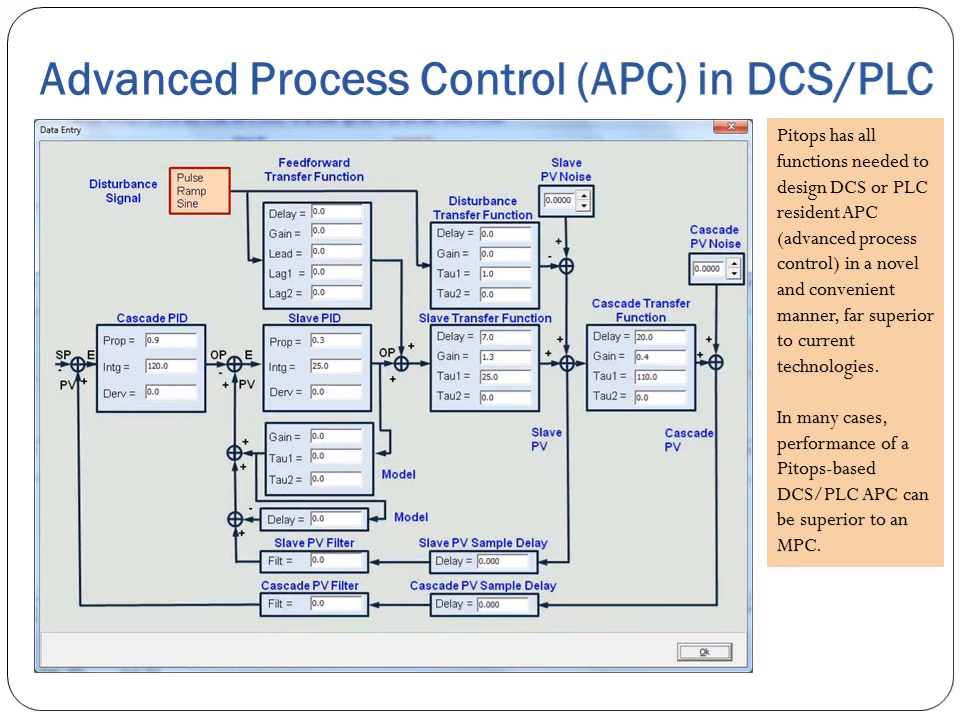 Advanced Process Control (APC) in DCS/PLC
Data Entry
Disturbance
Signal
Pulse
Ramp
Sine
Feedforward
Transfer Function
Delay = 0.0
Gain = 0.0
Lead = 0.0
Lag1 = 0.0
Lag2 = 0.0
Disturbance
Transfer Function
Delay = 0.0
Gain = 0.0
Tau1 = 1.0
Tau2 = 0.0
Slave
PV Noise
0.0000
+
-
Cascade
PV Noise
0.0000
Cascade PID
Prop = 0.9
Intg = 120.0
Derv = 0.0
SP
E
-
PV
+
Slave PID
Prop = 0.3
Intg = 25.0
Derv = 0.0
OP
E
-
+
PV
OP
+
+
Slave Transfer Function
Delay = 7.0
Gain = 1.3
Tau1 = 25.0
Tau2 = 0.0
+
+
Cascade Transfer
Function
Delay = 20.0
Gain = 0.4
Tau1 = 110.0
Tau2 = 0.0
+
+
Slave
PV
Cascade
PV
Gain = 0.0
Tau1 = 0.0
Tau2 = 0.0
Model
+
+
Delay = 0.0
Model
-
+
Slave PV Filter
Filt = 0.0
Slave PV Sample Delay
Delay = 0.000
Cascade PV Filter
Filt = 0.0
Cascade PV Sample Delay
Delay = 0.000
Ok
Pitops has all
functions needed to
design DCS or PLC
resident APC
(advanced process
control) in a novel
and convenient
manner, far superior
to current
technologies.
In many cases,
performance of a
Pitops-based
DCS/PLC APC can
be superior to an
MPC.